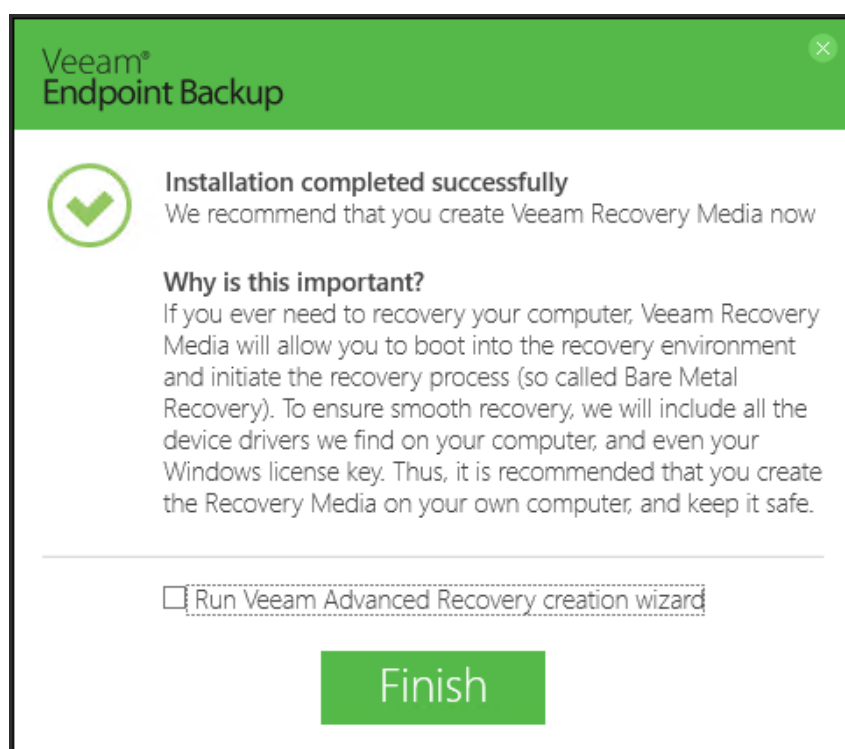 Veeam®
Endpoint Backup
Installation completed successfully
We recommend that you create Veeam Recovery Media now
Why is this important?
If you ever need to recovery your computer, Veeam Recovery
Media will allow you to boot into the recovery environment
and initiate the recovery process (so called Bare Metal
Recovery). To ensure smooth recovery, we will include all the
device drivers we find on your computer, and even your
Windows license key. Thus, it is recommended that you create
the Recovery Media on your own computer, and keep it safe.
Run Veeam Advanced Recovery creation wizard
Finish